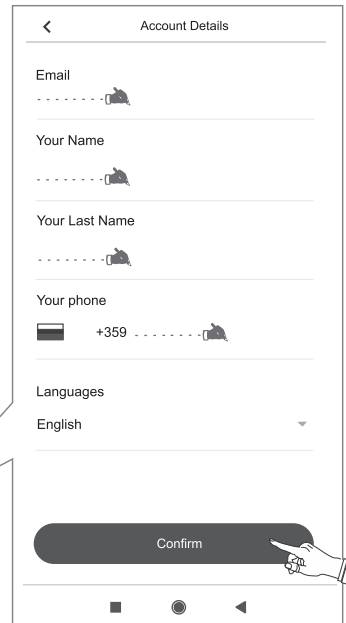 Account Details
Email
Your Name
Your Last Name
Your phone
+359
Languages
English
Confirm